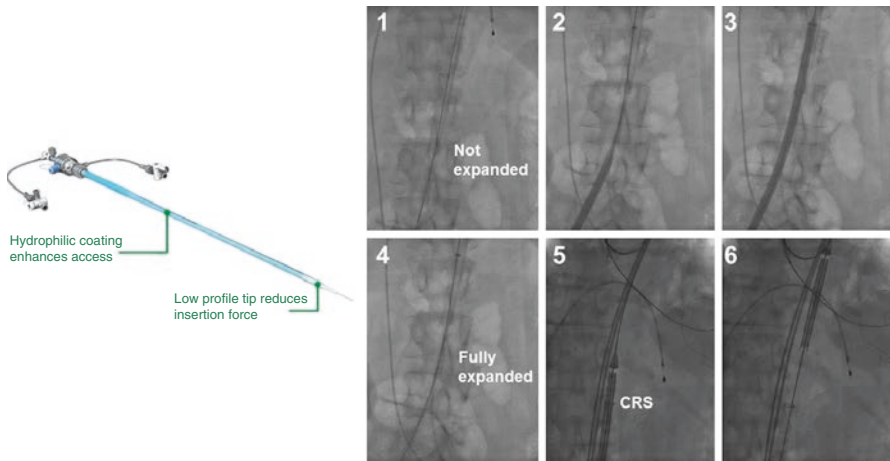 Hydrophilic coating
enhances access
Low profile tip reduces
insertion force
1
Not
expanded
2
3
4
Fully
expanded
5
CRS
6